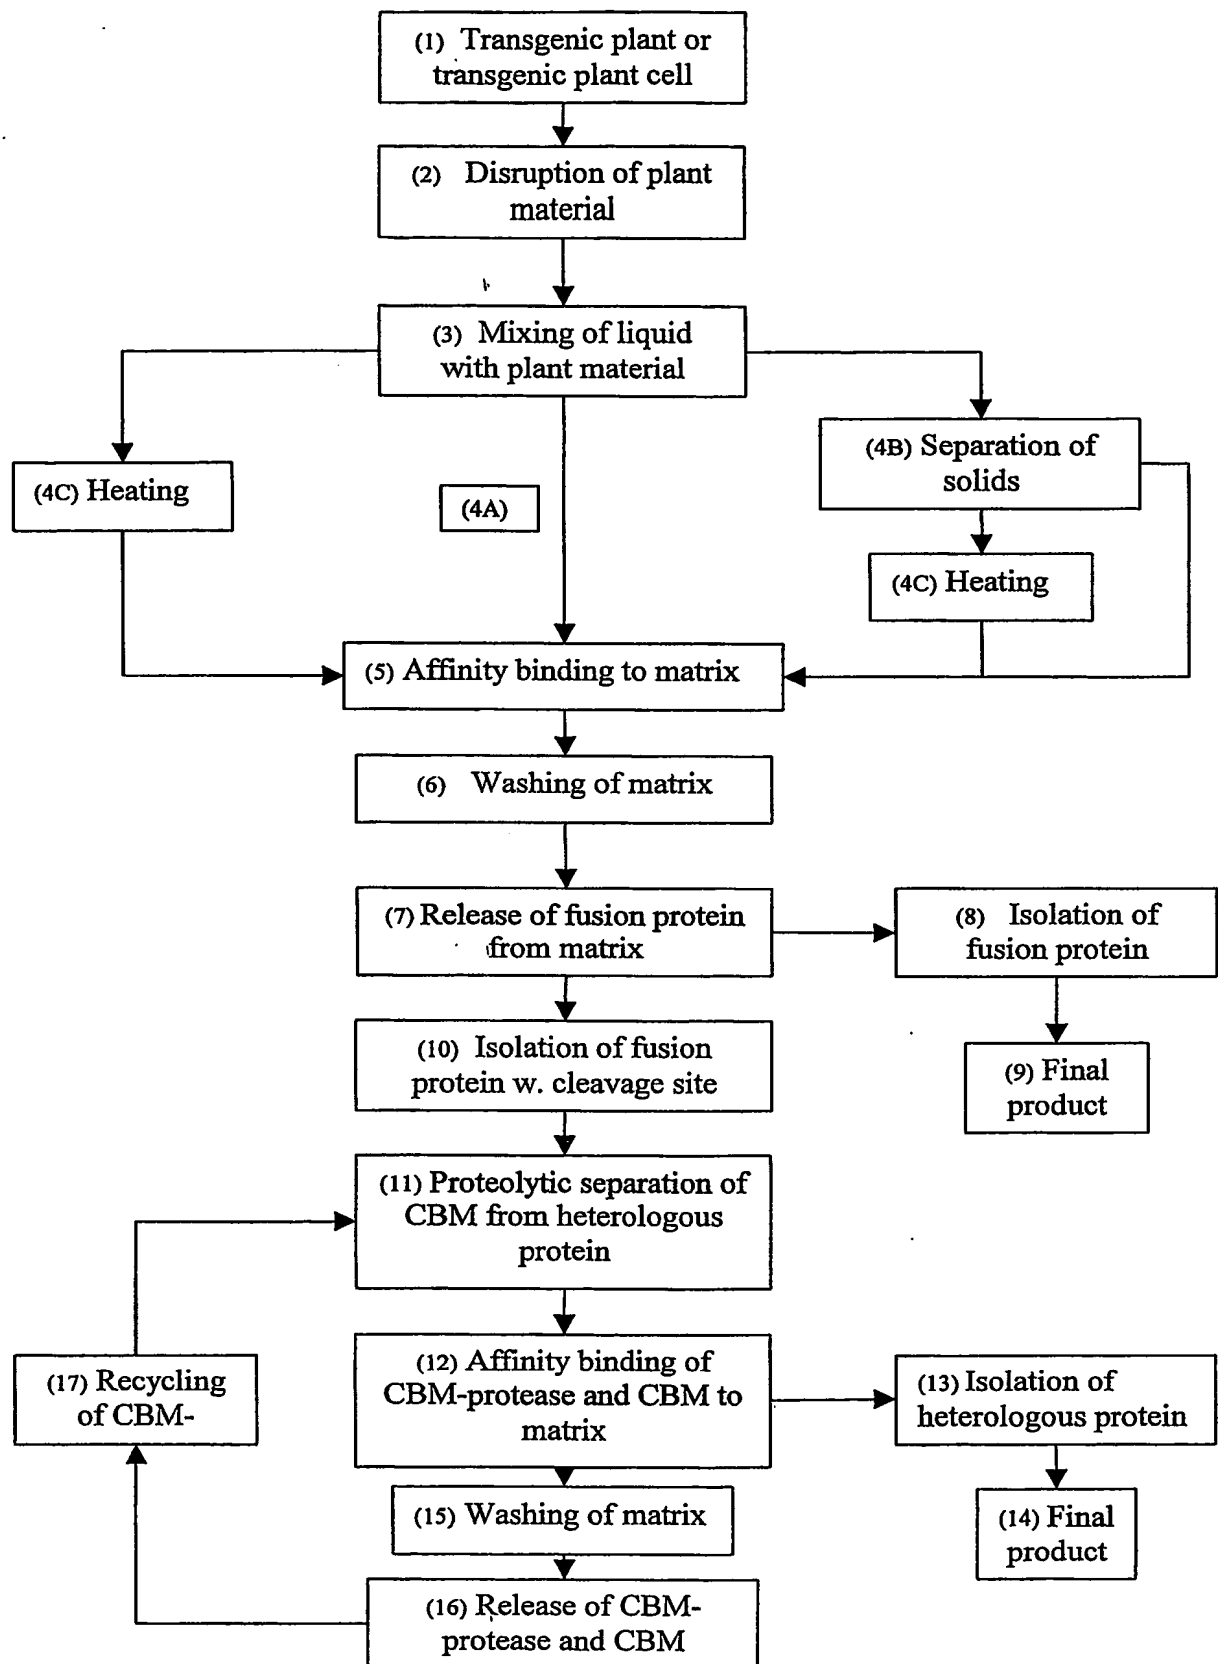 (1) Transgenic plant or
transgenic plant cell
(2) Disruption of plant
material
(3) Mixing of liquid
with plant material
(4B) Separation of
solids
(4C) Heating
(4A)
(4C) Heating
(5) Affinity binding to matrix
(6) Washing of matrix
(7) Release of fusion protein
from matrix
(8) Isolation of
fusion protein
(10) Isolation of fusion
protein w. cleavage site
(9) Final
product
(11) Proteolytic separation of
CBM from heterologous
protein
(12) Affinity binding of
CBM-protease and CBM to
matrix
(17) Recycling
of CBM-
(13) Isolation of
heterologous protein
(15) Washing of matrix
(14) Final
product
(16) Release of CBM-
protease and CBM